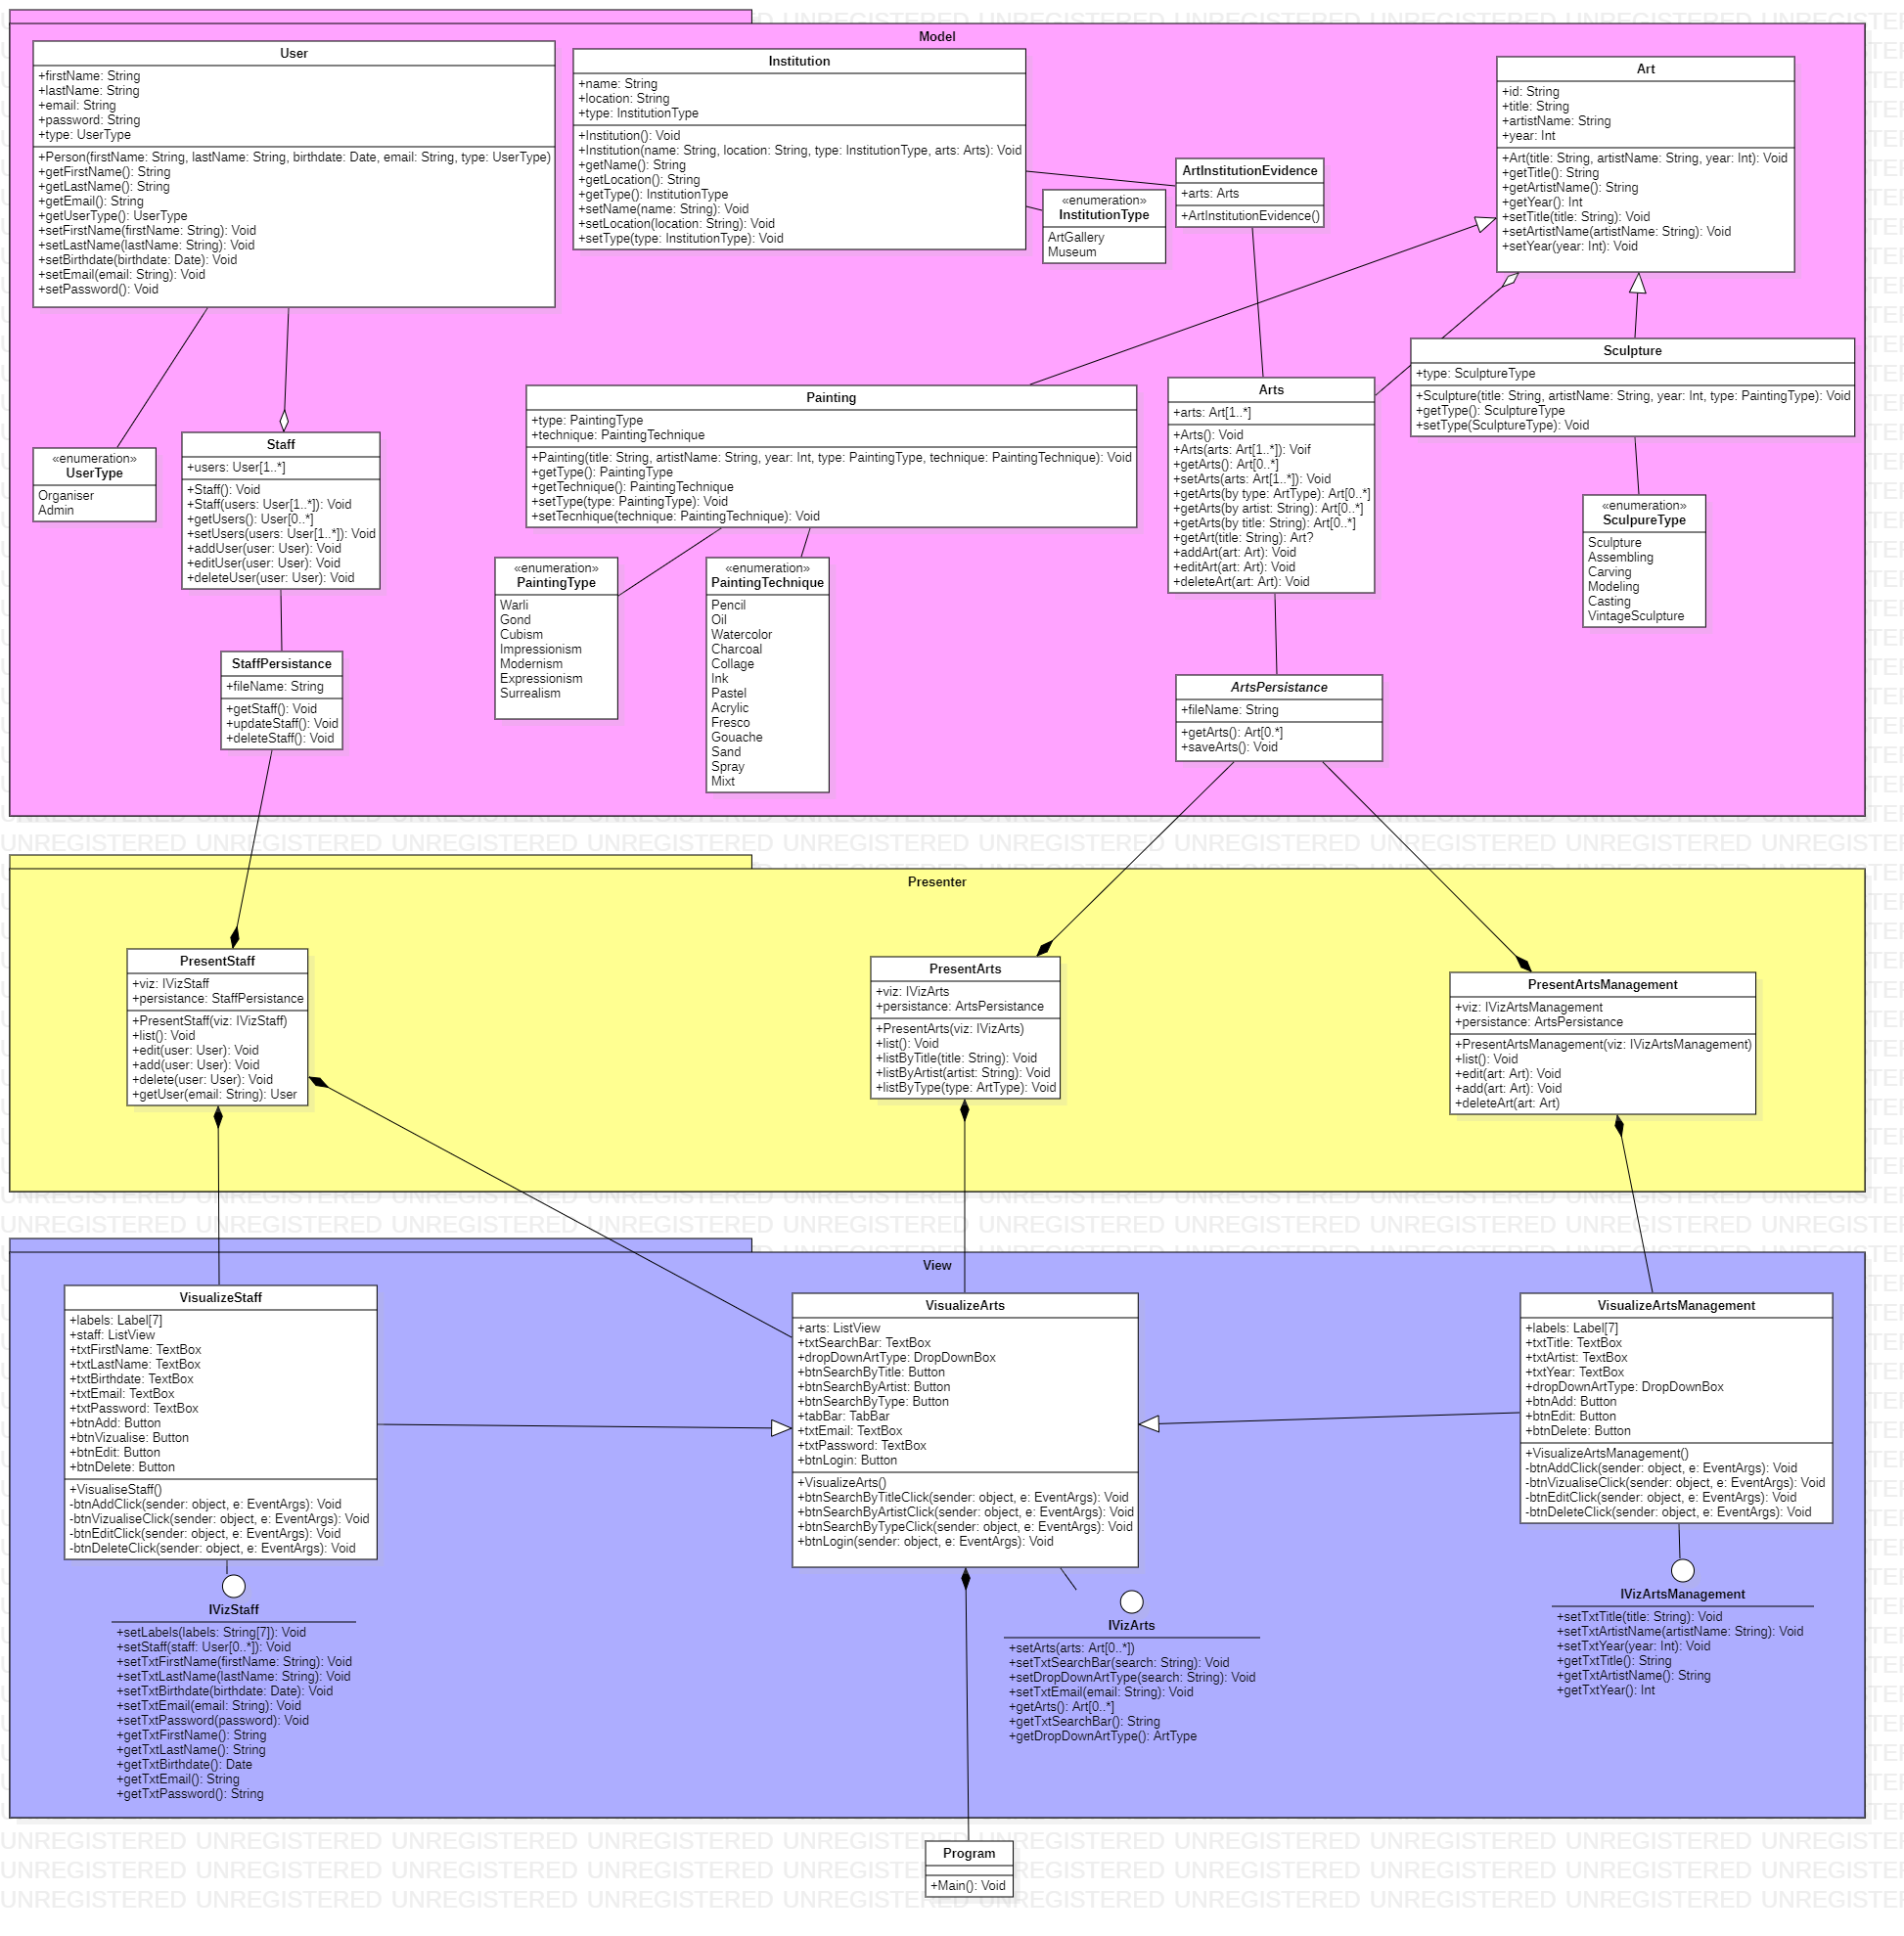 Model
User
+firstName: String
+lastName: String
+email: String
+password: String
+type: UserType
+Person(firstName: String, lastName: String, birthdate: Date, email: String, type: UserType)
+getFirstName(): String
+getLastName(): String
+getEmail(): String
+getUserType(): UserType
+setFirstName(firstName: String): Void
+setLastName(lastName: String): Void
+setBirthdate(birthdate: Date): Void
+setEmail(email: String): Void
+setPassword(): Void
Institution
+name: String
+location: String
+type: InstitutionType
+Institution(): Void
+Institution(name: String, location: String, type: InstitutionType, arts: Arts): Void
+getName(): String
+getLocation(): String
+getType(): InstitutionType
+setName(name: String): Void
+setLocation(location: String): Void
+setType(type: InstitutionType): Void
«enumeration»
InstitutionType
ArtGallery
Museum
ArtInstitutionEvidence
+arts: Arts
+ArtInstitutionEvidence()
Art
+id: String
+title: String
+artistName: String
+year: Int
+Art(title: String, artistName: String, year: Int): Void
+getTitle(): String
+getArtistName(): String
+getYear(): Int
+setTitle(title: String): Void
+setArtistName(artistName: String): Void
+setYear(year: Int): Void
«enumeration»
UserType
Organiser
Admin
Staff
+users: User[1..*]
+Staff(): Void
+Staff(users: User[1..*]): Void
+getUsers(): User[0..*]
+setUsers(users: User[1..*]): Void
+addUser(user: User): Void
+editUser(user: User): Void
+deleteUser(user: User): Void
Painting
+type: PaintingType
+technique: PaintingTechnique
+Painting(title: String, artistName: String, year: Int, type: PaintingType, technique: PaintingTechnique): Void
+getType(): PaintingType
+getTechnique(): PaintingTechnique
+setType(type: PaintingType): Void
+setTecnhique(technique: PaintingTechnique): Void
Arts
+arts: Art[1..*]
+Arts(): Void
+Arts(arts: Art[1..*]): Voif
+getArts(): Art[0..*]
+setArts(arts: Art[1..*]): Void
+getArts(by type: ArtType): Art[0..*]
+getArts(by artist: String): Art[0..*]
+getArts(by title: String): Art[0..*]
+getArt(title: String): Art?
+addArt(art: Art): Void
+editArt(art: Art): Void
+deleteArt(art: Art): Void
Sculpture
+type: SculptureType
+Sculpture(title: String, artistName: String, year: Int, type: PaintingType): Void
+getType(): SculptureType
+setType(SculptureType): Void
«enumeration»
SculpureType
Sculpture
Assembling
Carving
Modeling
Casting
VintageSculpture
«enumeration»
PaintingType
Warli
Gond
Cubism
Impressionism
Modernism
Expressionism
Surrealism
«enumeration»
PaintingTechnique
Pencil
Oil
Watercolor
Charcoal
Collage
Ink
Pastel
Acrylic
Fresco
Gouache
Sand
Spray
Mixt
StaffPersistance
+fileName: String
+getStaff(): Void
+updateStaff(): Void
+deleteStaff(): Void
ArtsPersistance
+fileName: String
+getArts(): Art[0.*]
+saveArts(): Void
UNREGISTERED UNREGISTERED UNREGISTERED UNREGISTERED UNREGISTERED UNREGISTERED UNREGISTERED UNREGISTERED UNREGISTERED
Presenter
PresentStaff
+viz: IVizStaff
+persistance: StaffPersistance
+PresentStaff(viz: IVizStaff)
+list(): Void
+edit(user: User): Void
+add(user: User): Void
+delete(user: User): Void
+getUser(email: String): User
PresentArts
+viz: IVizArts
+persistance: ArtsPersistance
+PresentArts(viz: IVizArts)
+list(): Void
+listByTitle(title: String): Void
+listByArtist(artist: String): Void
+listByType(type: ArtType): Void
PresentArtsManagement
+viz: IVizArtsManagement
+persistance: ArtsPersistance
+PresentArtsManagement(viz: IVizArtsManagement)
+list(): Void
+edit(art: Art): Void
+add(art: Art): Void
+deleteArt(art: Art)
UNREGISTERED UNREGISTERED UNREGISTERED UNREGISTERED UNREGISTERED UNREGISTERED UNREGISTERED UNREGISTERED UNREGISTERED
View
VisualizeStaff
+labels: Label[7]
+staff: ListView
+txtFirstName: TextBox
+txtLastName: TextBox
+txtBirthdate: TextBox
+txtEmail: TextBox
+txtPassword: TextBox
+btnAdd: Button
+btnVizualise: Button
+btnEdit: Button
+btnDelete: Button
+VisualiseStaff()
-btnAddClick(sender: object, e: EventArgs): Void
-btnVizualiseClick(sender: object, e: EventArgs): Void
-btnEditClick(sender: object, e: EventArgs): Void
-btnDeleteClick(sender: object, e: EventArgs): Void
VisualizeArts
+arts: ListView
+txtSearchBar: TextBox
+dropDownArtType: DropDownBox
+btnSearchByTitle: Button
+btnSearchByArtist: Button
+btnSearchByType: Button
+tabBar: TabBar
+txtEmail: TextBox
+txtPassword: TextBox
+btnLogin: Button
+VisualizeArts()
+btnSearchByTitleClick(sender: object, e: EventArgs): Void
+btnSearchByArtistClick(sender: object, e: EventArgs): Void
+btnSearchByTypeClick(sender: object, e: EventArgs): Void
+btnLogin(sender: object, e: EventArgs): Void
VisualizeArtsManagement
+labels: Label[7]
+txtTitle: TextBox
+txtArtist: TextBox
+txtYear: TextBox
+dropDownArtType: DropDownBox
+btnAdd: Button
+btnEdit: Button
+btnDelete: Button
+VisualizeArtsManagement()
-btnAddClick(sender: object, e: EventArgs): Void
-btnVizualiseClick(sender: object, e: EventArgs): Void
-btnEditClick(sender: object, e: EventArgs): Void
-btnDeleteClick(sender: object, e: EventArgs): Void
IVizStaff
+setLabels(labels: String[7]): Void
+setStaff(staff: User[0..*]): Void
+setTxtFirstName(firstName: String): Void
+setTxtLastName(lastName: String): Void
+setTxtBirthdate(birthdate: Date): Void
+setTxtEmail(email: String): Void
+setTxtPassword(password): Void
+getTxtFirstName(): String
+getTxtLastName(): String
+getTxtBirthdate(): Date
+getTxtEmail(): String
+getTxtPassword(): String
IVizArts
+setArts(arts: Art[0..*])
+setTxtSearchBar(search: String): Void
+setDropDownArtType(search: String): Void
+setTxtEmail(email: String): Void
+getArts(): Art[0..*]
+getTxtSearchBar(): String
+getDropDownArtType(): ArtType
IVizArtsManagement
+setTxtTitle(title: String): Void
+setTxtArtistName(artistName: String): Void
+setTxtYear(year: Int): Void
+getTxtTitle(): String
+getTxtArtistName(): String
+getTxtYear(): Int
UNREGISTERED UNREGISTERED UNREGISTERED UNREGISTERED UNREGISTERED UNREGISTERED UNREGISTERED UNREGISTERED UNREGISTERED
Program
+Main(): Void